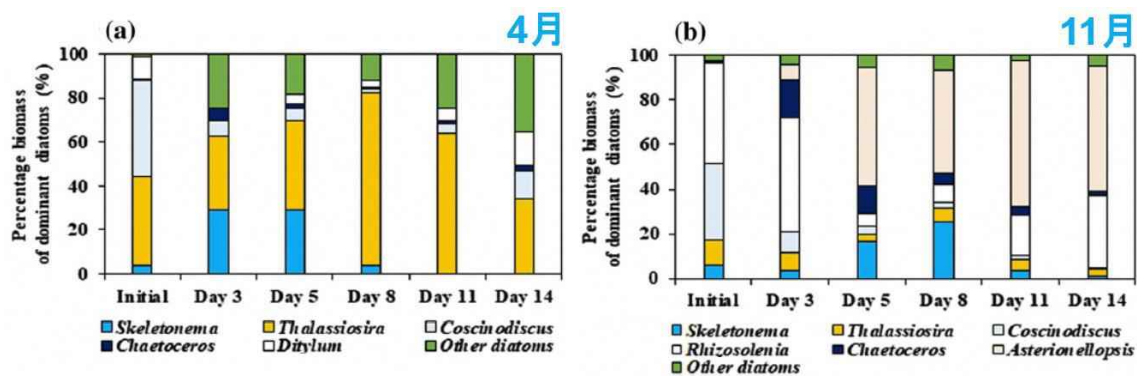 (a)
4月
Percentage biomass
of dominant diatoms (%)
100
80
60
40
20
0
Initial Day 3 Day 5 Day 8 Day 11 Day 14
Skeletonema Thalassiosira Coscinodiscus
Chaetoceros Ditylum Other diatoms
(b)
11月
Percentage biomass
of dominant diatoms (%)
100
80
60
40
20
0
Initial Day 3 Day 5 Day 8 Day 11 Day 14
Skeletonema Thalassiosira Coscinodiscus
Rhizosolenia Chaetoceros Asterionellopsis
Other diatoms